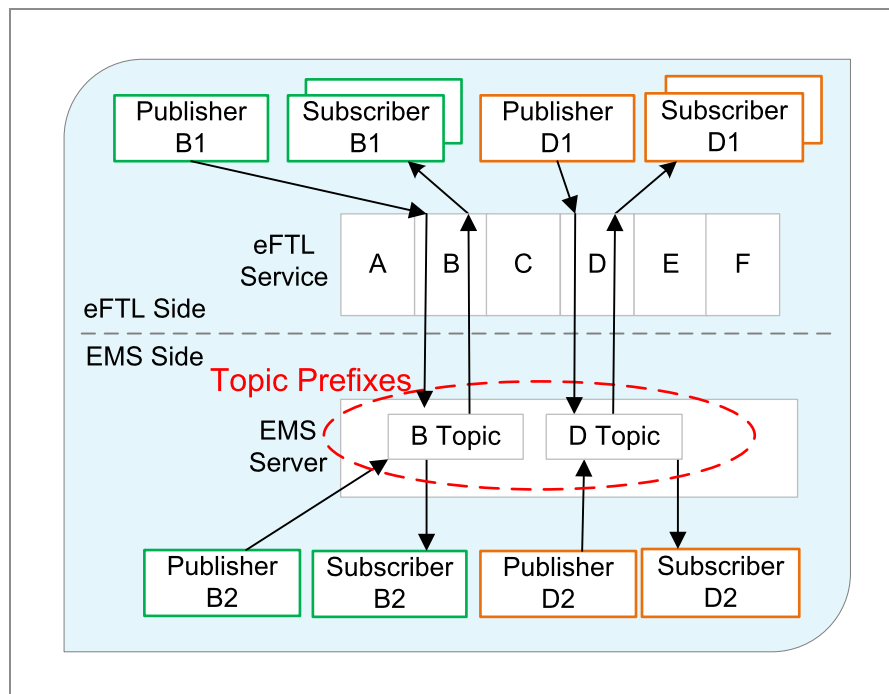 Publisher
B1
Subscriber
B1
Publisher
D1
Subscriber
D1
eFTL
Service
A
B
C
D
E
F
eFTL Side
EMS Side
Topic Prefixes
EMS
Server
B Topic
D Topic
Publisher
B2
Subscriber
B2
Publisher
D2
Subscriber
D2